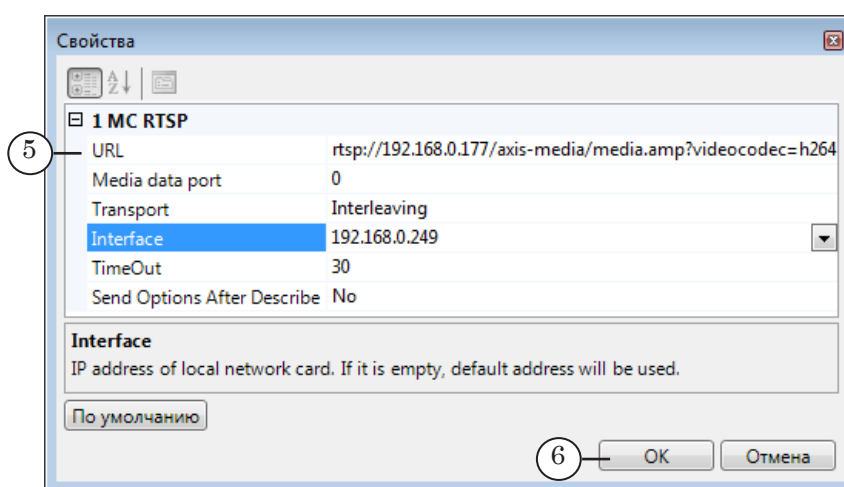 Свойства
1 MC RTSP
5
URL rtsp://192.168.0.177/axis-media/media.amp?videocodec=h264
Media data port 0
Transport Interleaving
Interface 192.168.0.249
TimeOut 30
Send Options After Describe No
Interface
IP address of local network card. If it is empty, default address will be used.
По умолчанию
6
OK Отмена